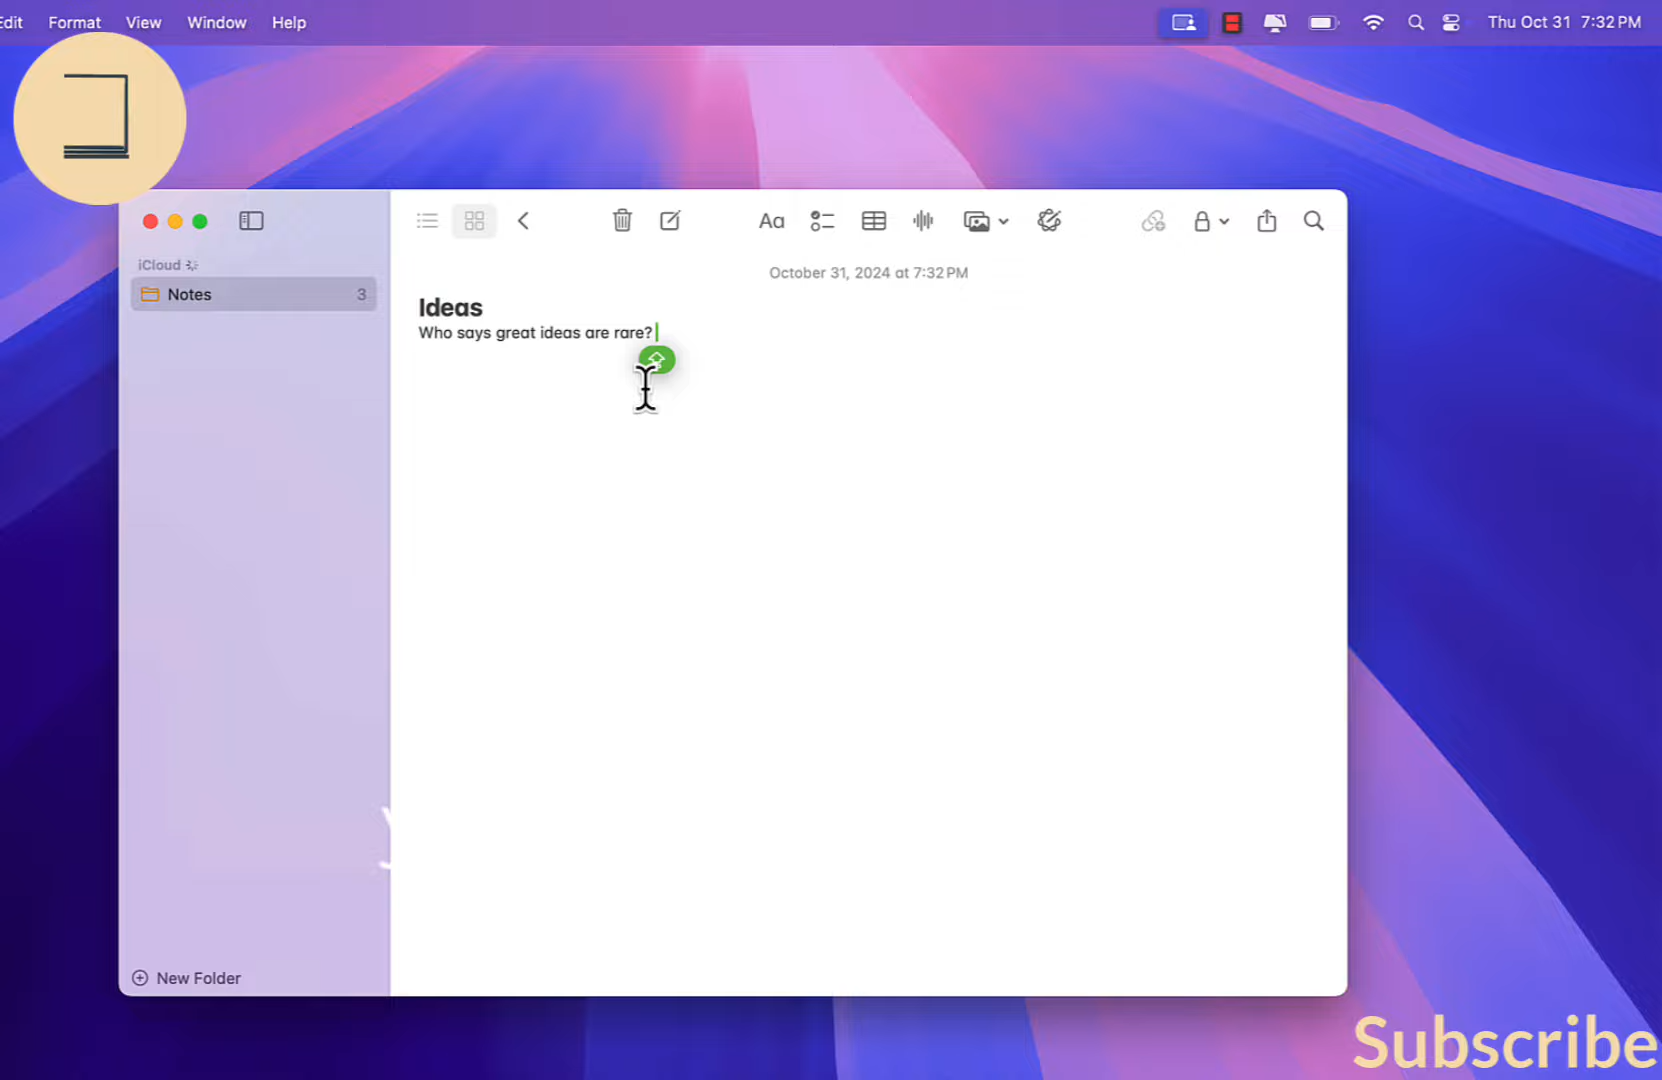 Edit Format View Window Help
Thu Oct 31 7:32 PM
iCloud
Notes 3
Aa
October 31, 2024 at 7:32 PM
Ideas
Who says great ideas are rare?
New Folder
Subscribe